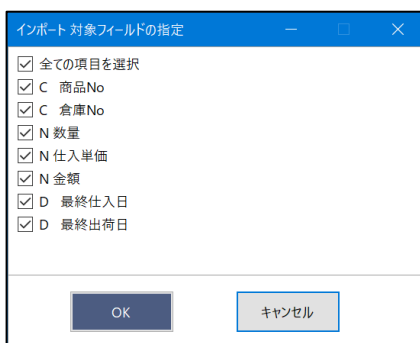 インポート 対象フィールドの指定
全ての項目を選択
C 商品No
C 倉庫No
N 数量
N 仕入単価
N 金額
D 最終仕入日
D 最終出荷日
OK キャンセル